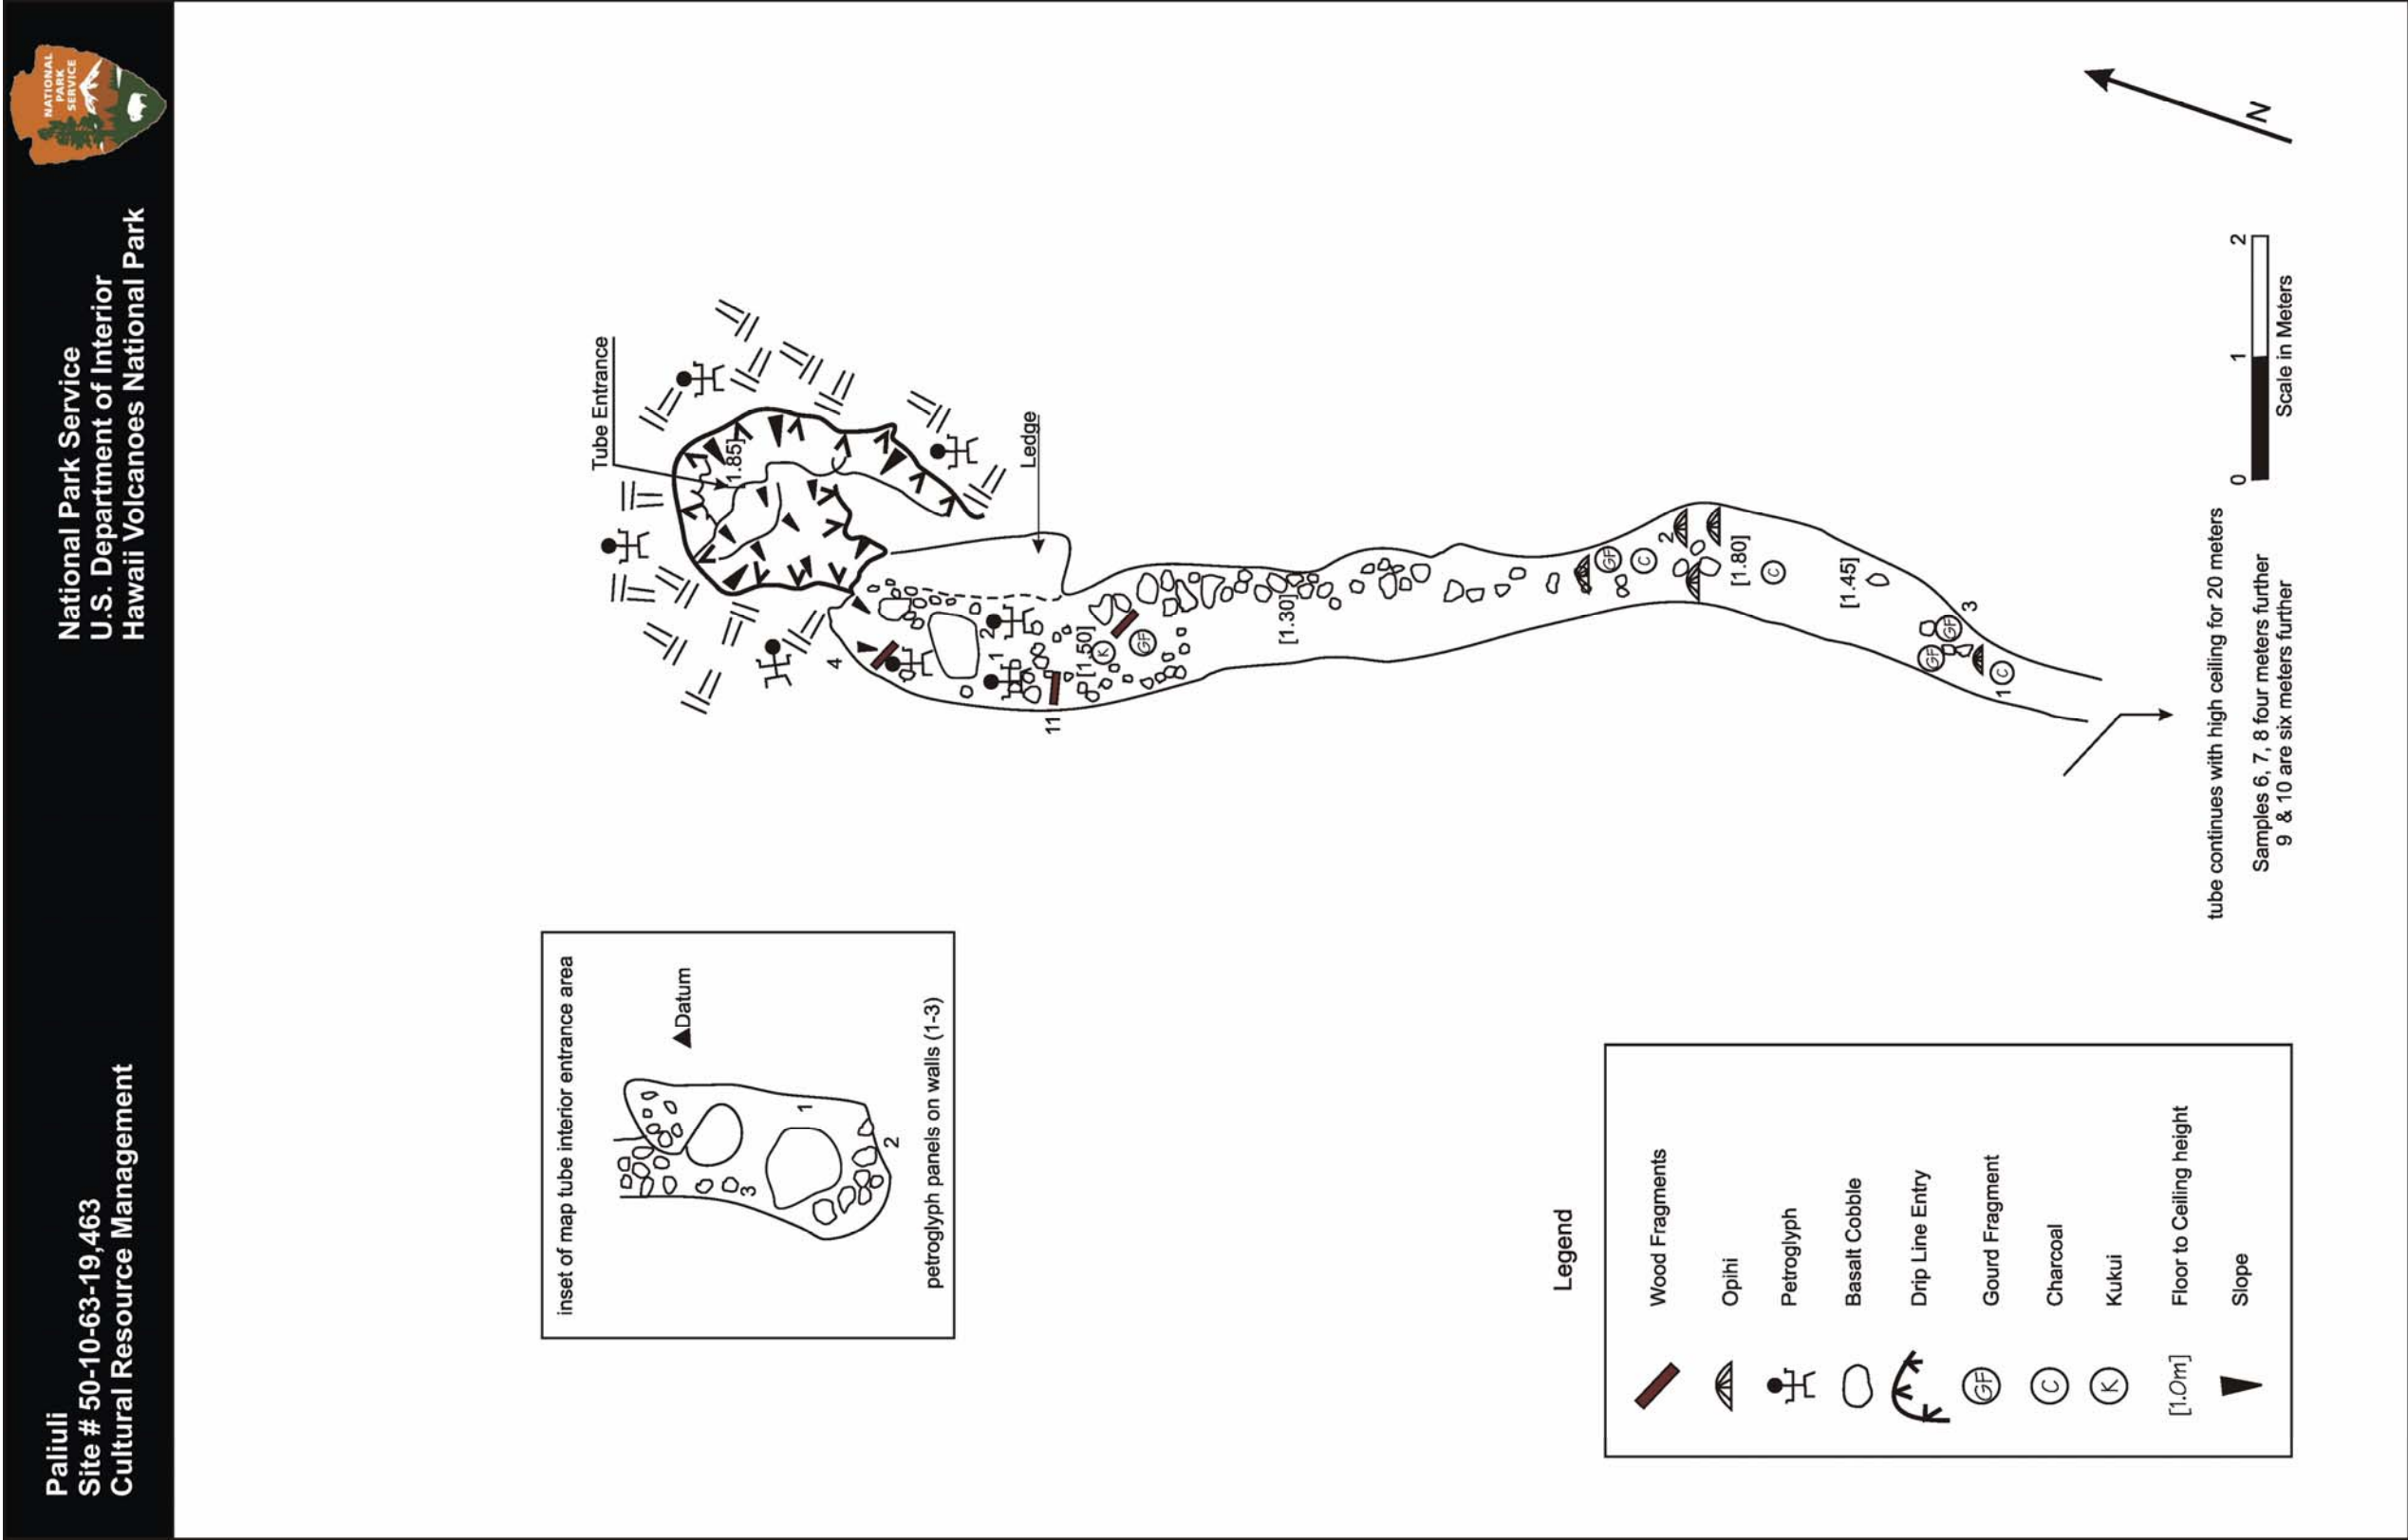 Paliuli
Site # 50-10-63-19,463
Cultural Resource Management
National Park Service
U.S. Department of Interior
Hawaii Volcanoes National Park
NATIONAL
PARK
SERVICE
inset of map tube interior entrance area
Datum
1
2
3
petroglyph panels on walls (1-3)
Tube Entrance
1.85]
Ledge
4
1
2
11
[1.50]
K
GF
[1.30]
GF
C
2
[1.80]
C
[1.45]
GF
GF
3
1
C
N
0
1
2
Scale in Meters
tube continues with high ceiling for 20 meters
Samples 6, 7, 8 four meters further
9 & 10 are six meters further
Legend
Wood Fragments
Opihi
Petroglyph
Basalt Cobble
Drip Line Entry
GF Gourd Fragment
C Charcoal
K Kukui
[1.0m] Floor to Ceiling height
Slope